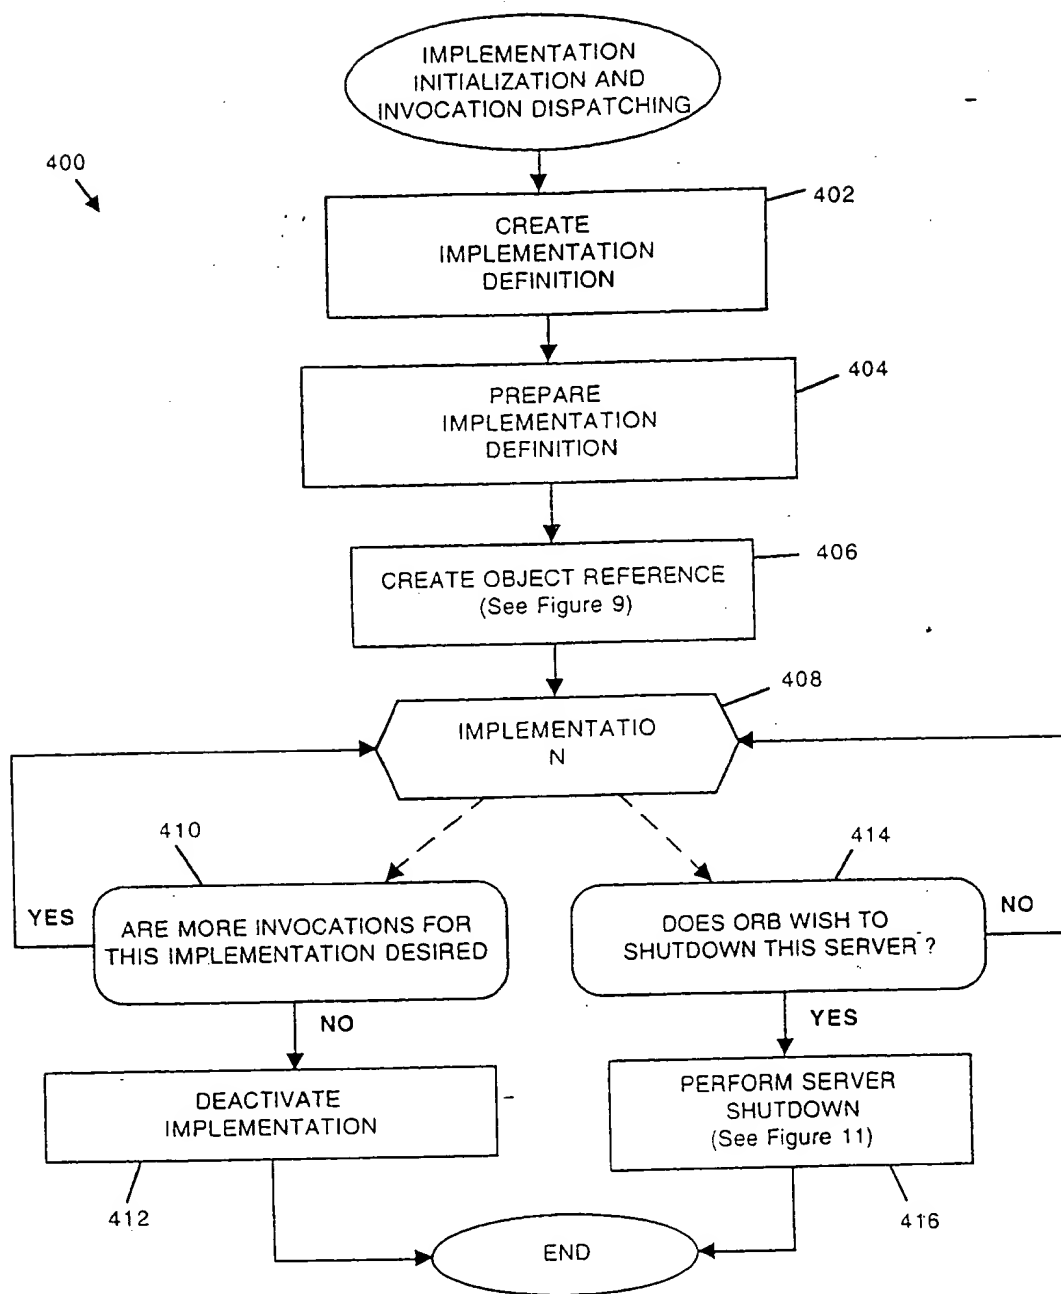 IMPLEMENTATION
INITIALIZATION AND
INVOCATION DISPATCHING
400
402
CREATE
IMPLEMENTATION
DEFINITION
404
PREPARE
IMPLEMENTATION
DEFINITION
406
CREATE OBJECT REFERENCE
(See Figure 9)
408
IMPLEMENTATIO
N
410
414
YES
ARE MORE INVOCATIONS FOR
THIS IMPLEMENTATION DESIRED
DOES ORB WISH TO
SHUTDOWN THIS SERVER ?
NO
NO
YES
DEACTIVATE
IMPLEMENTATION
PERFORM SERVER
SHUTDOWN
(See Figure 11)
412
416
END